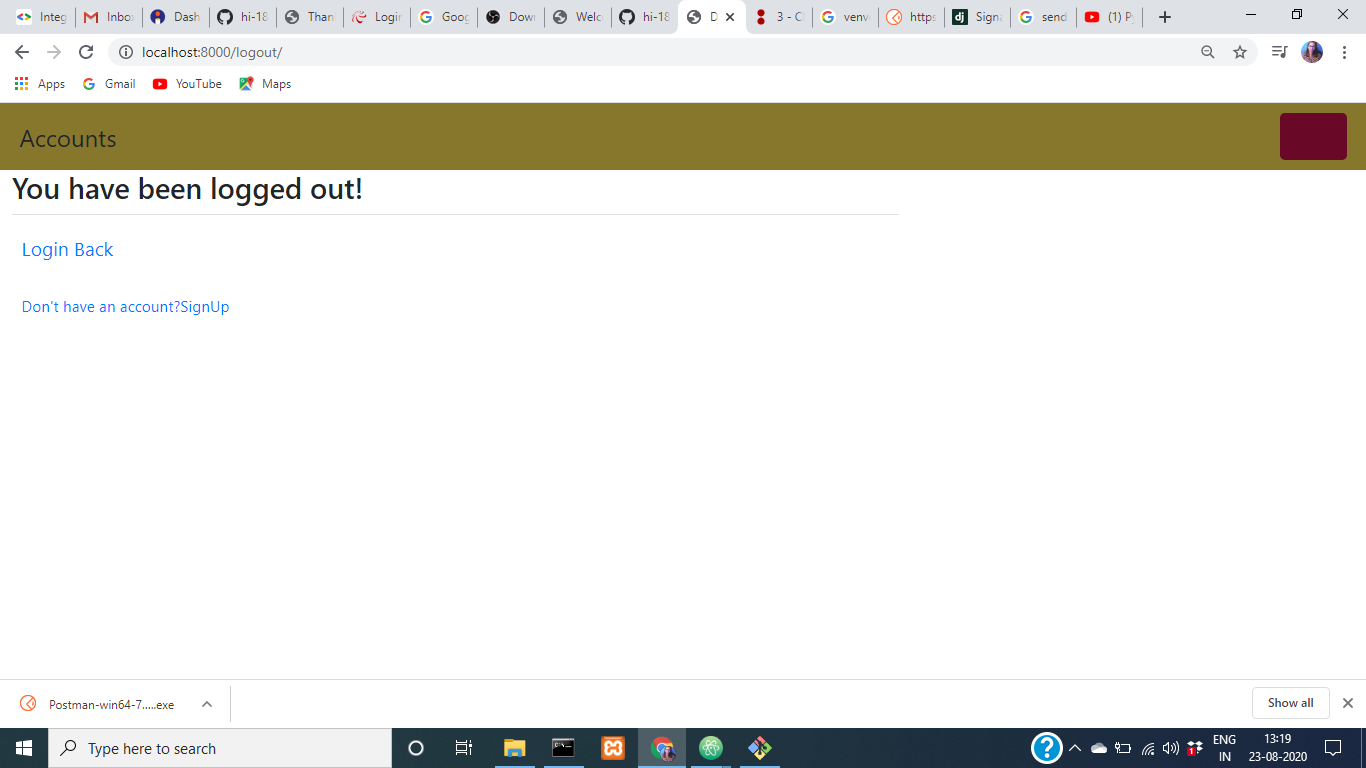 Integ
Inbox
Dash
hi-18
Than
Login
Goog
Down
Welc
hi-18
D
3 - C
venv
https
Signa
send
(1) P
localhost:8000/logout/
Apps
Gmail
YouTube
Maps
Accounts
You have been logged out!
Login Back
Don't have an account?SignUp
Postman-win64-7.....exe
Show all
Type here to search
ENG
IN
13:19
23-08-2020